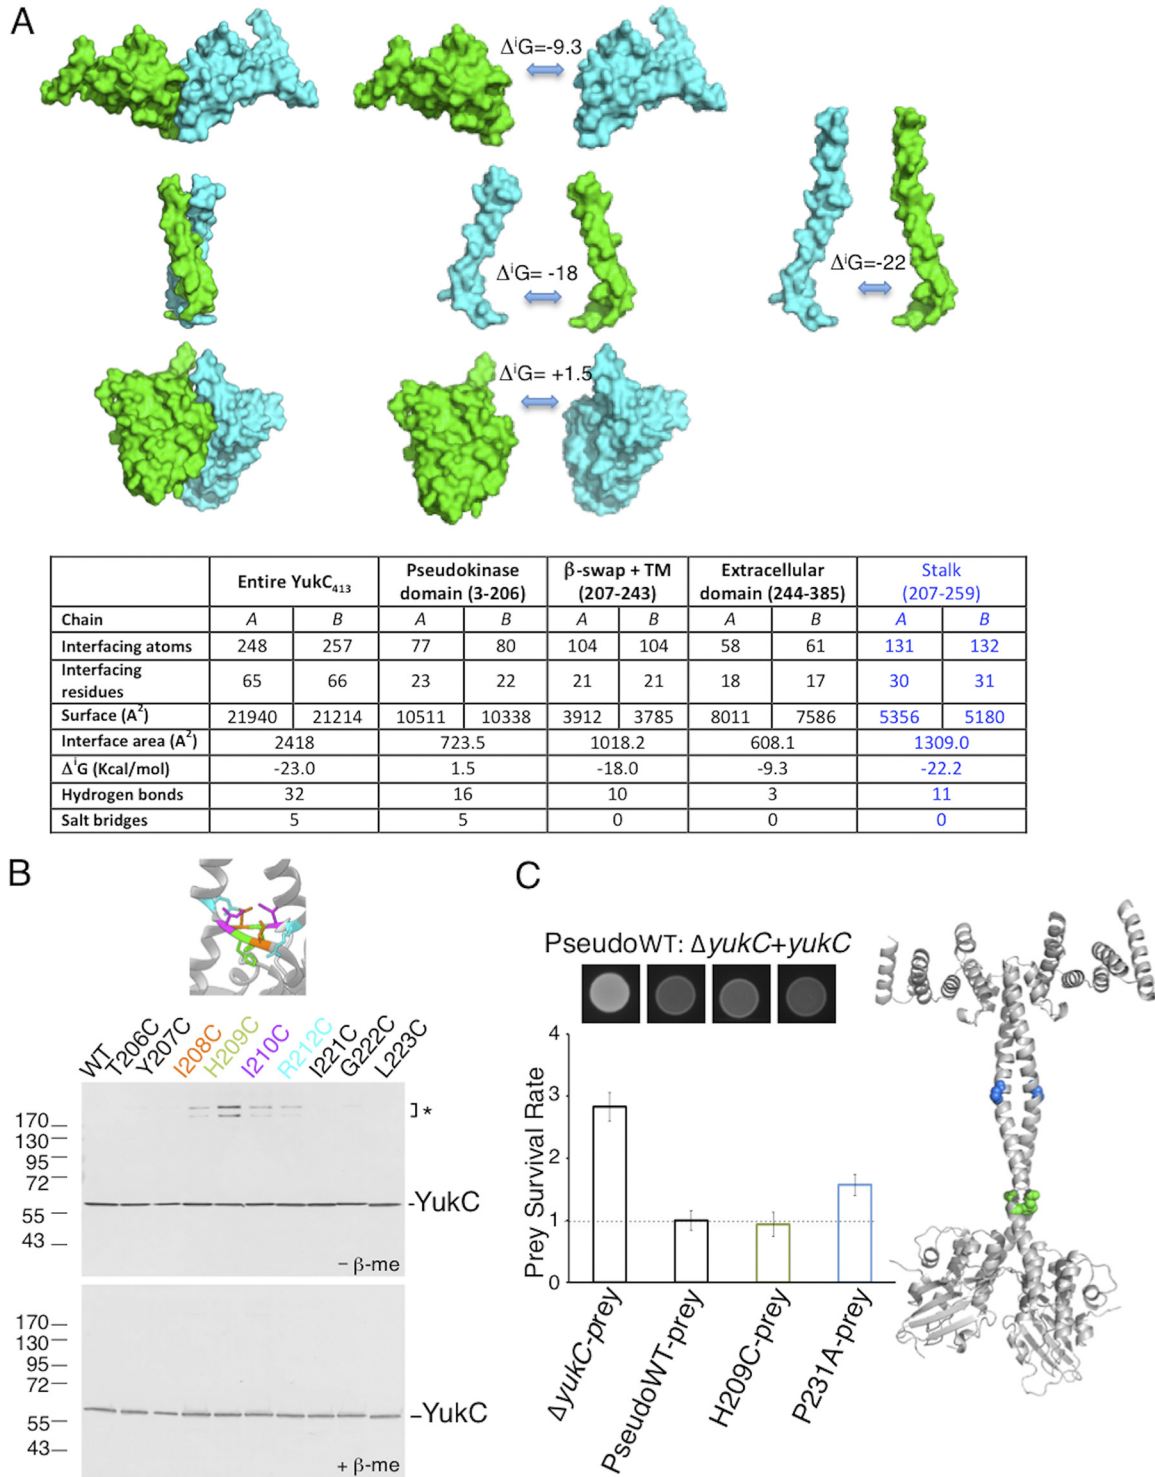 A
ΔⁱG=-9.3
ΔⁱG= -18
ΔⁱG=-22
ΔⁱG= +1.5
Entire YukC₄₁₃ Pseudokinase domain (3-206) β-swap + TM (207-243) Extracellular domain (244-385) Stalk (207-259)
Chain A B A B A B A B A B
Interfacing atoms 248 257 77 80 104 104 58 61 131 132
Interfacing residues 65 66 23 22 21 21 18 17 30 31
Surface (A²) 21940 21214 10511 10338 3912 3785 8011 7586 5356 5180
Interface area (A²) 2418 723.5 1018.2 608.1 1309.0
ΔⁱG (Kcal/mol) -23.0 1.5 -18.0 -9.3 -22.2
Hydrogen bonds 32 16 10 3 11
Salt bridges 5 5 0 0 0
B
WT T206C Y207C I208C H209C I210C R212C I221C G222C L223C
170
130
95
72
55
43
*
-YukC
– β-me
170
130
95
72
55
43
-YukC
+ β-me
C
PseudoWT: ΔyukC+yukC
Prey Survival Rate
4
3
2
1
0
ΔyukC-prey
PseudoWT-prey
H209C-prey
P231A-prey